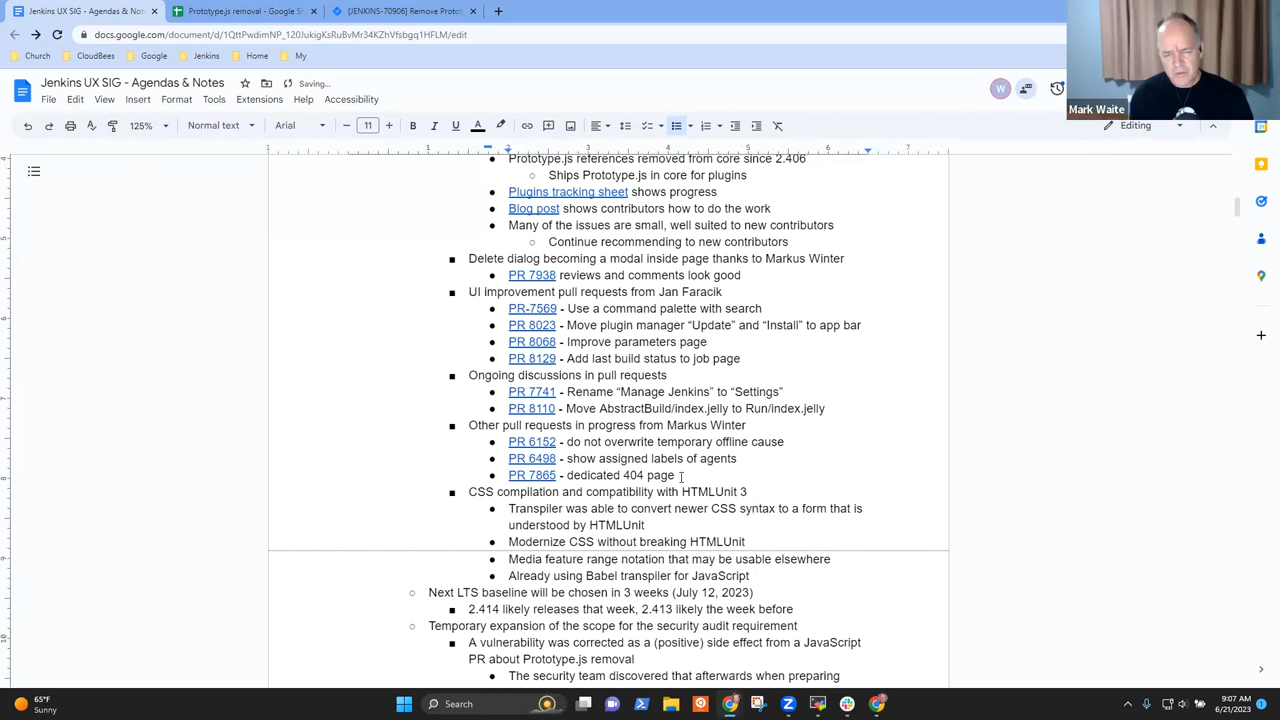 Jenkins UX SIG - Agendas & No
Prototype.js removal - Google S
[JENKINS-70906] Remove Protot
docs.google.com/document/d/1QttPwdimNP_120JukigKsRuBvMr34KZhVfsbgq1HFLM/edit
Church
CloudBees
Google
Jenkins
Home
My
Mark Waite
Jenkins UX SIG - Agendas & Notes
Saving...
W
File Edit View Insert Format Tools Extensions Help Accessibility
125% Normal text Arial 11 Editing
1 1 2 3 4 5 6 7
Prototype.js references removed from core since 2.406
Ships Prototype.js in core for plugins
Plugins tracking sheet shows progress
Blog post shows contributors how to do the work
Many of the issues are small, well suited to new contributors
Continue recommending to new contributors
Delete dialog becoming a modal inside page thanks to Markus Winter
PR 7938 reviews and comments look good
UI improvement pull requests from Jan Faracik
PR-7569 - Use a command palette with search
PR 8023 - Move plugin manager “Update” and “Install” to app bar
PR 8068 - Improve parameters page
PR 8129 - Add last build status to job page
Ongoing discussions in pull requests
PR 7741 - Rename “Manage Jenkins” to “Settings”
PR 8110 - Move AbstractBuild/index.jelly to Run/index.jelly
Other pull requests in progress from Markus Winter
PR 6152 - do not overwrite temporary offline cause
PR 6498 - show assigned labels of agents
PR 7865 - dedicated 404 page
CSS compilation and compatibility with HTMLUnit 3
Transpiler was able to convert newer CSS syntax to a form that is
understood by HTMLUnit
Modernize CSS without breaking HTMLUnit
Media feature range notation that may be usable elsewhere
Already using Babel transpiler for JavaScript
Next LTS baseline will be chosen in 3 weeks (July 12, 2023)
2.414 likely releases that week, 2.413 likely the week before
Temporary expansion of the scope for the security audit requirement
A vulnerability was corrected as a (positive) side effect from a JavaScript
PR about Prototype.js removal
The security team discovered that afterwards when preparing
65°F
Sunny
Search
9:07 AM
6/21/2023